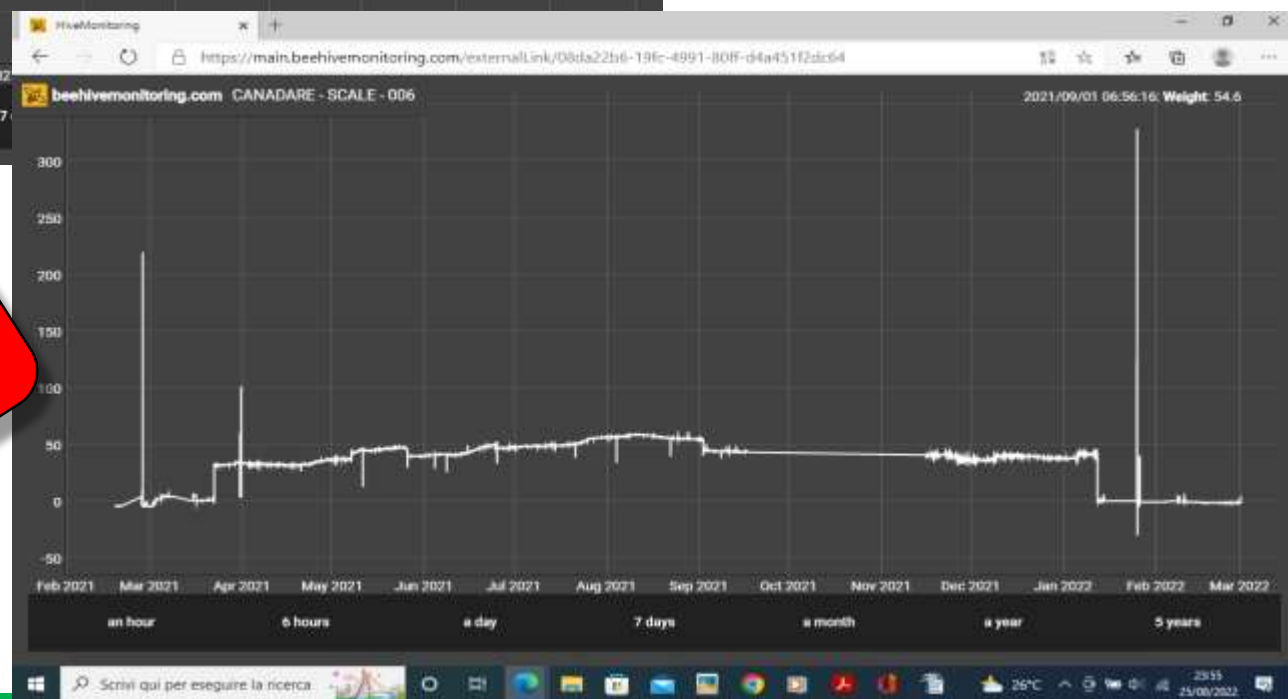 HiveMonitoring
https://main.beehivemonitoring.com/externalLink/08da22b6-19fc-4991-80ff-d4a451f2dc64
beehivemonitoring.com CANADARE - SCALE - 006
2021/09/01 06:56:16: Weight: 54.6
300
250
200
150
100
50
0
-50
Feb 2021 Mar 2021 Apr 2021 May 2021 Jun 2021 Jul 2021 Aug 2021 Sep 2021 Oct 2021 Nov 2021 Dec 2021 Jan 2022 Feb 2022 Mar 2022
an hour 6 hours a day 7 days a month a year 5 years
Scrivi qui per eseguire la ricerca
26°C
23:55
25/08/2022